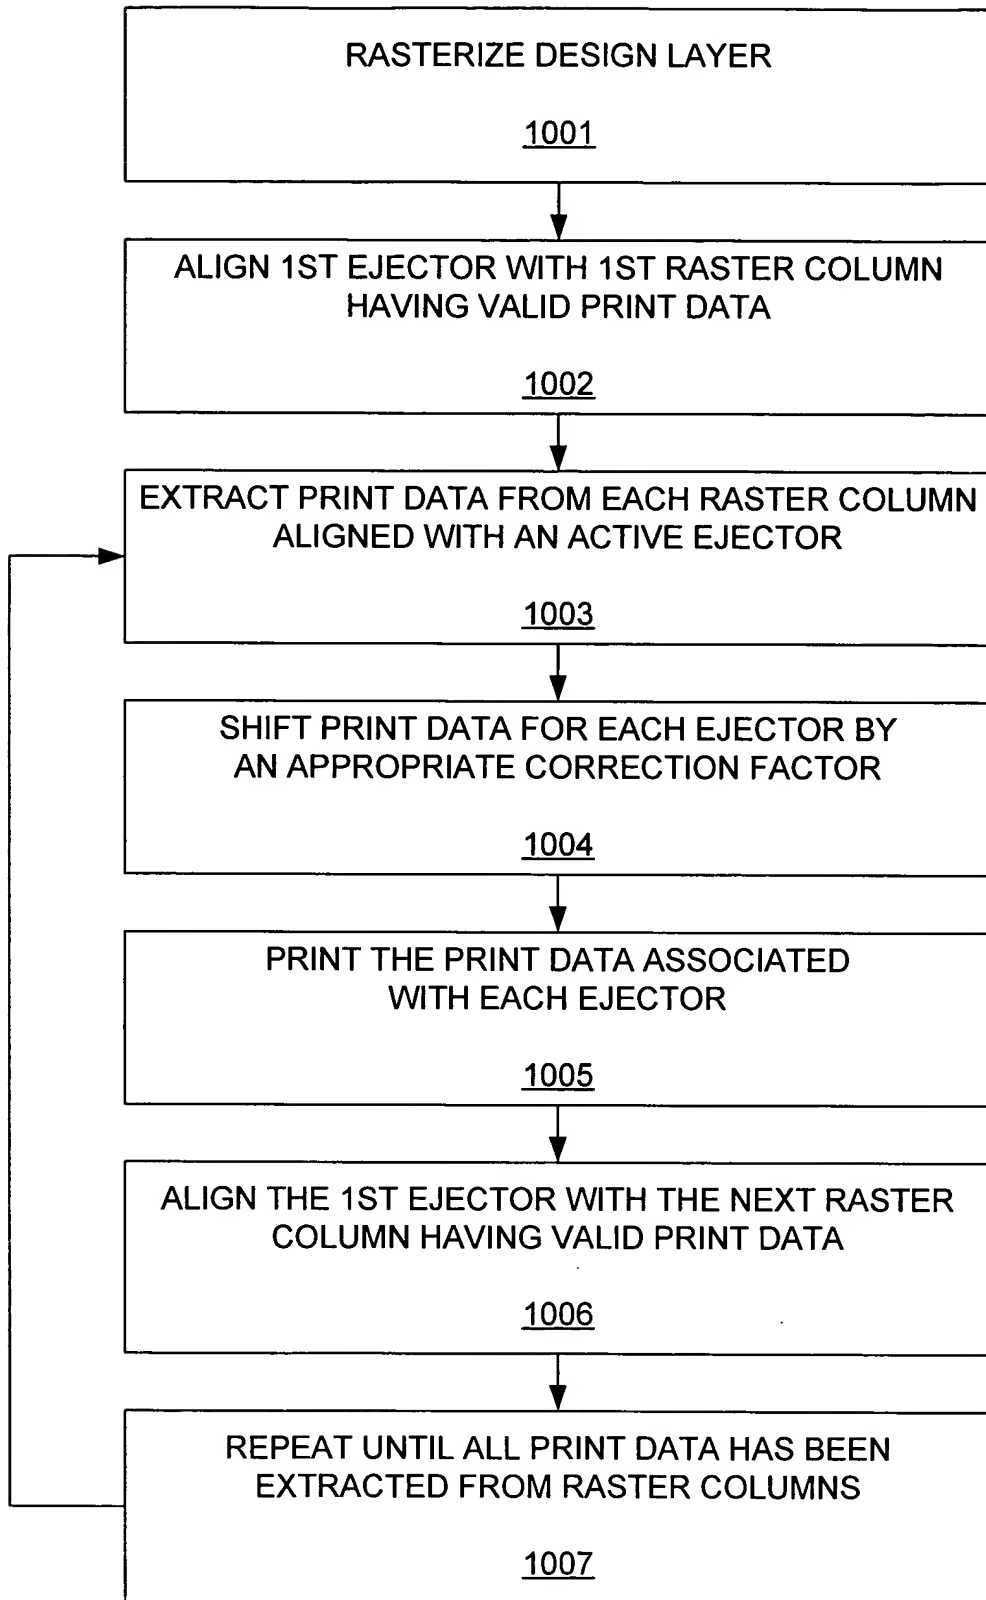 RASTERIZE DESIGN LAYER
1001
ALIGN 1ST EJECTOR WITH 1ST RASTER COLUMN
HAVING VALID PRINT DATA
1002
EXTRACT PRINT DATA FROM EACH RASTER COLUMN
ALIGNED WITH AN ACTIVE EJECTOR
1003
SHIFT PRINT DATA FOR EACH EJECTOR BY
AN APPROPRIATE CORRECTION FACTOR
1004
PRINT THE PRINT DATA ASSOCIATED
WITH EACH EJECTOR
1005
ALIGN THE 1ST EJECTOR WITH THE NEXT RASTER
COLUMN HAVING VALID PRINT DATA
1006
REPEAT UNTIL ALL PRINT DATA HAS BEEN
EXTRACTED FROM RASTER COLUMNS
1007